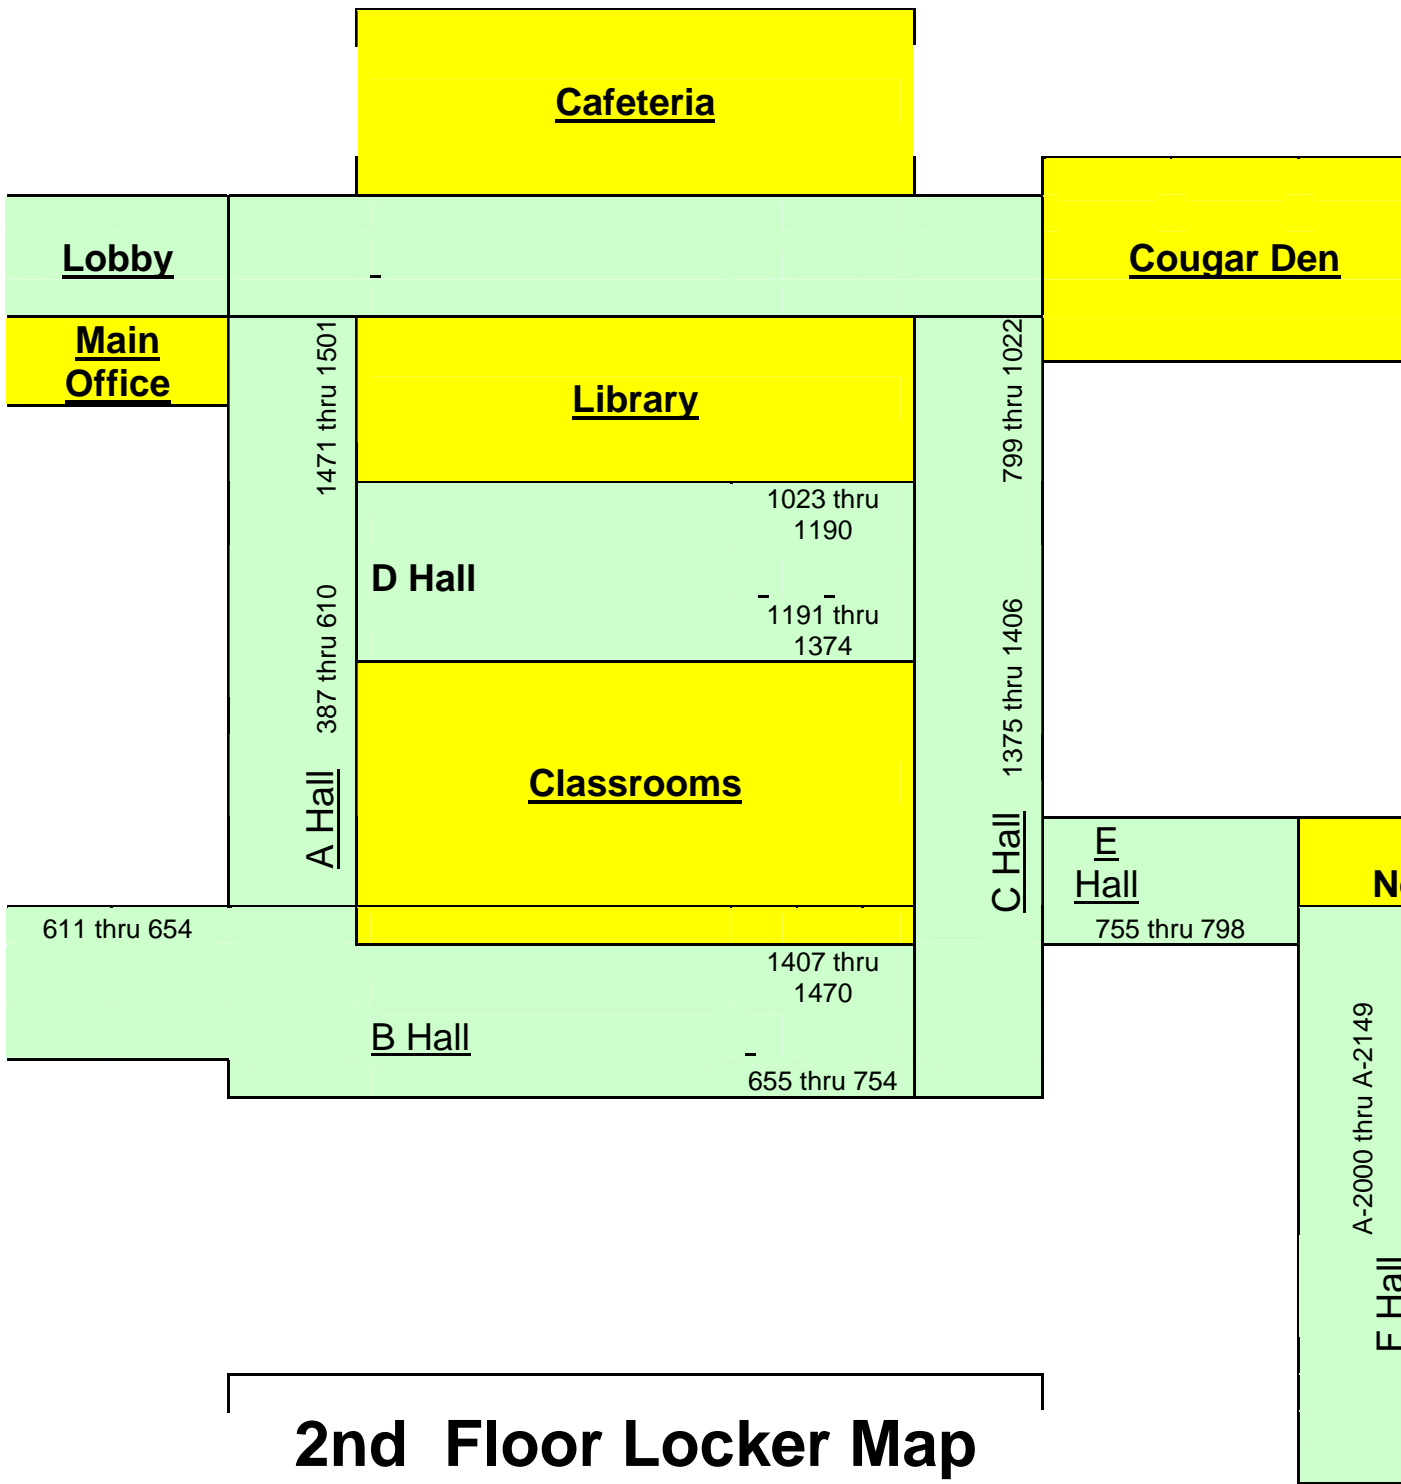 Cafeteria
Lobby
Cougar Den
Main
Office
1471 thru 1501
Library
799 thru 1022
1023 thru
1190
D Hall
1191 thru
1374
387 thru 610
1375 thru 1406
A Hall
Classrooms
C Hall
E
Hall
611 thru 654
755 thru 798
1407 thru
1470
B Hall
655 thru 754
A-2000 thru A-2149
Hall
2nd Floor Locker Map